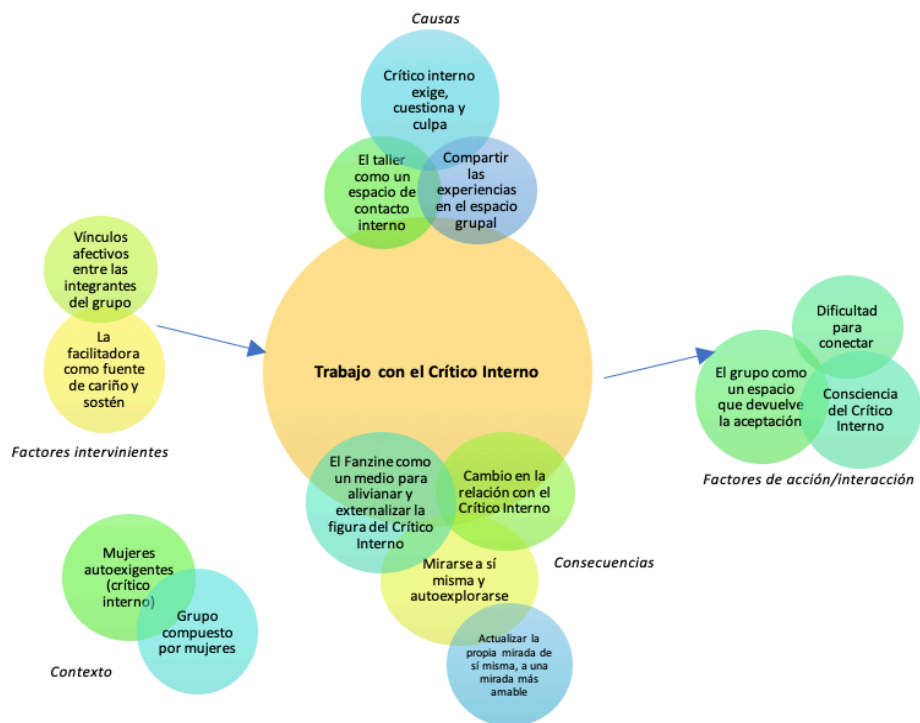 Causas
Crítico interno
exige,
cuestiona y
culpa
El taller
como un
espacio de
contacto
interno
Compartir
las
experiencias
en el espacio
grupal
Vínculos
afectivos
entre las
integrantes
del grupo
La
facilitadora
como fuente
de cariño y
sostén
Factores intervinientes
Trabajo con el Crítico Interno
Dificultad
para
conectar
El grupo como
un espacio
que devuelve
la aceptación
Consciencia
del Crítico
Interno
Factores de acción/interacción
El Fanzine como
un medio para
alivianar y
externalizar la
figura del Crítico
Interno
Cambio en la
relación con el
Crítico Interno
Mirarse a sí
misma y
autoexplorarse
Actualizar la
propia mirada de
sí misma, a una
mirada más
amable
Consecuencias
Mujeres
autoexigentes
(crítico
interno)
Grupo
compuesto
por mujeres
Contexto